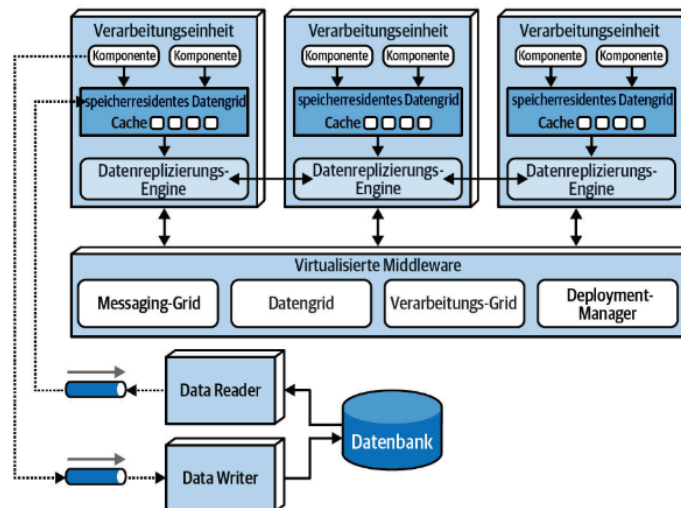 Verarbeitungseinheit
Komponente Komponente
speicherresidentes Datengrid
Cache
Datenreplizierungs-
Engine
Verarbeitungseinheit
Komponente Komponente
speicherresidentes Datengrid
Cache
Datenreplizierungs-
Engine
Verarbeitungseinheit
Komponente Komponente
speicherresidentes Datengrid
Cache
Datenreplizierungs-
Engine
Virtualisierte Middleware
Messaging-Grid
Datengrid
Verarbeitungs-Grid
Deployment-
Manager
Data Reader
Datenbank
Data Writer